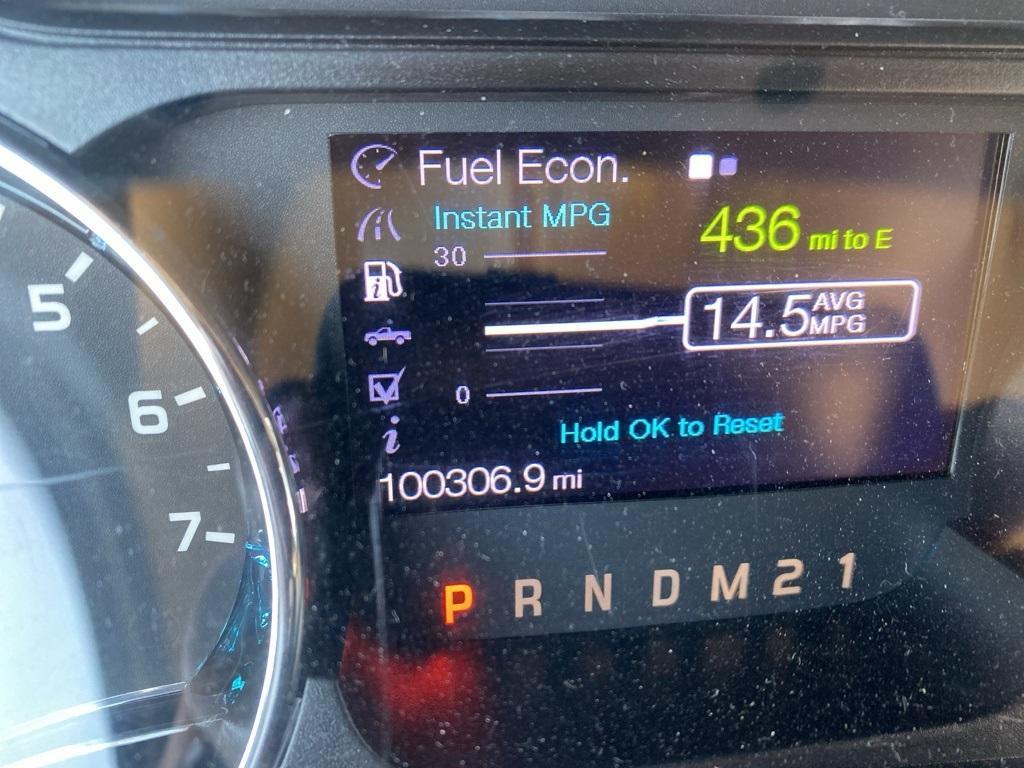 Fuel Econ.
Instant MPG
436 mi to E
30
14.5 AVG MPG
0
Hold OK to Reset
i
100306.9 mi
5
6
7
P R N D M 2 1